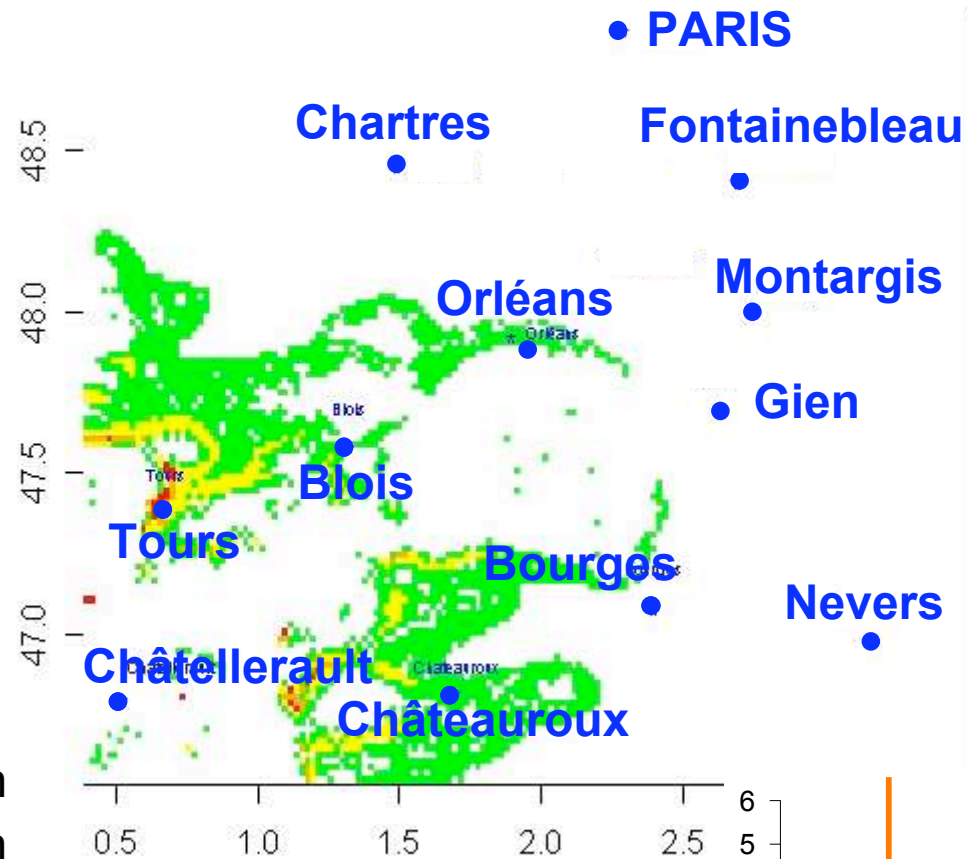 PARIS
Chartres
Fontainebleau
48.5
Montargis
Orléans
48.0
Orléans
Gien
Blois
47.5
Tours
Blois
Tours
Bourges
Nevers
47.0
Châtellerault
Chateauroux
Châteauroux
6
5
0.5 1.0 1.5 2.0 2.5